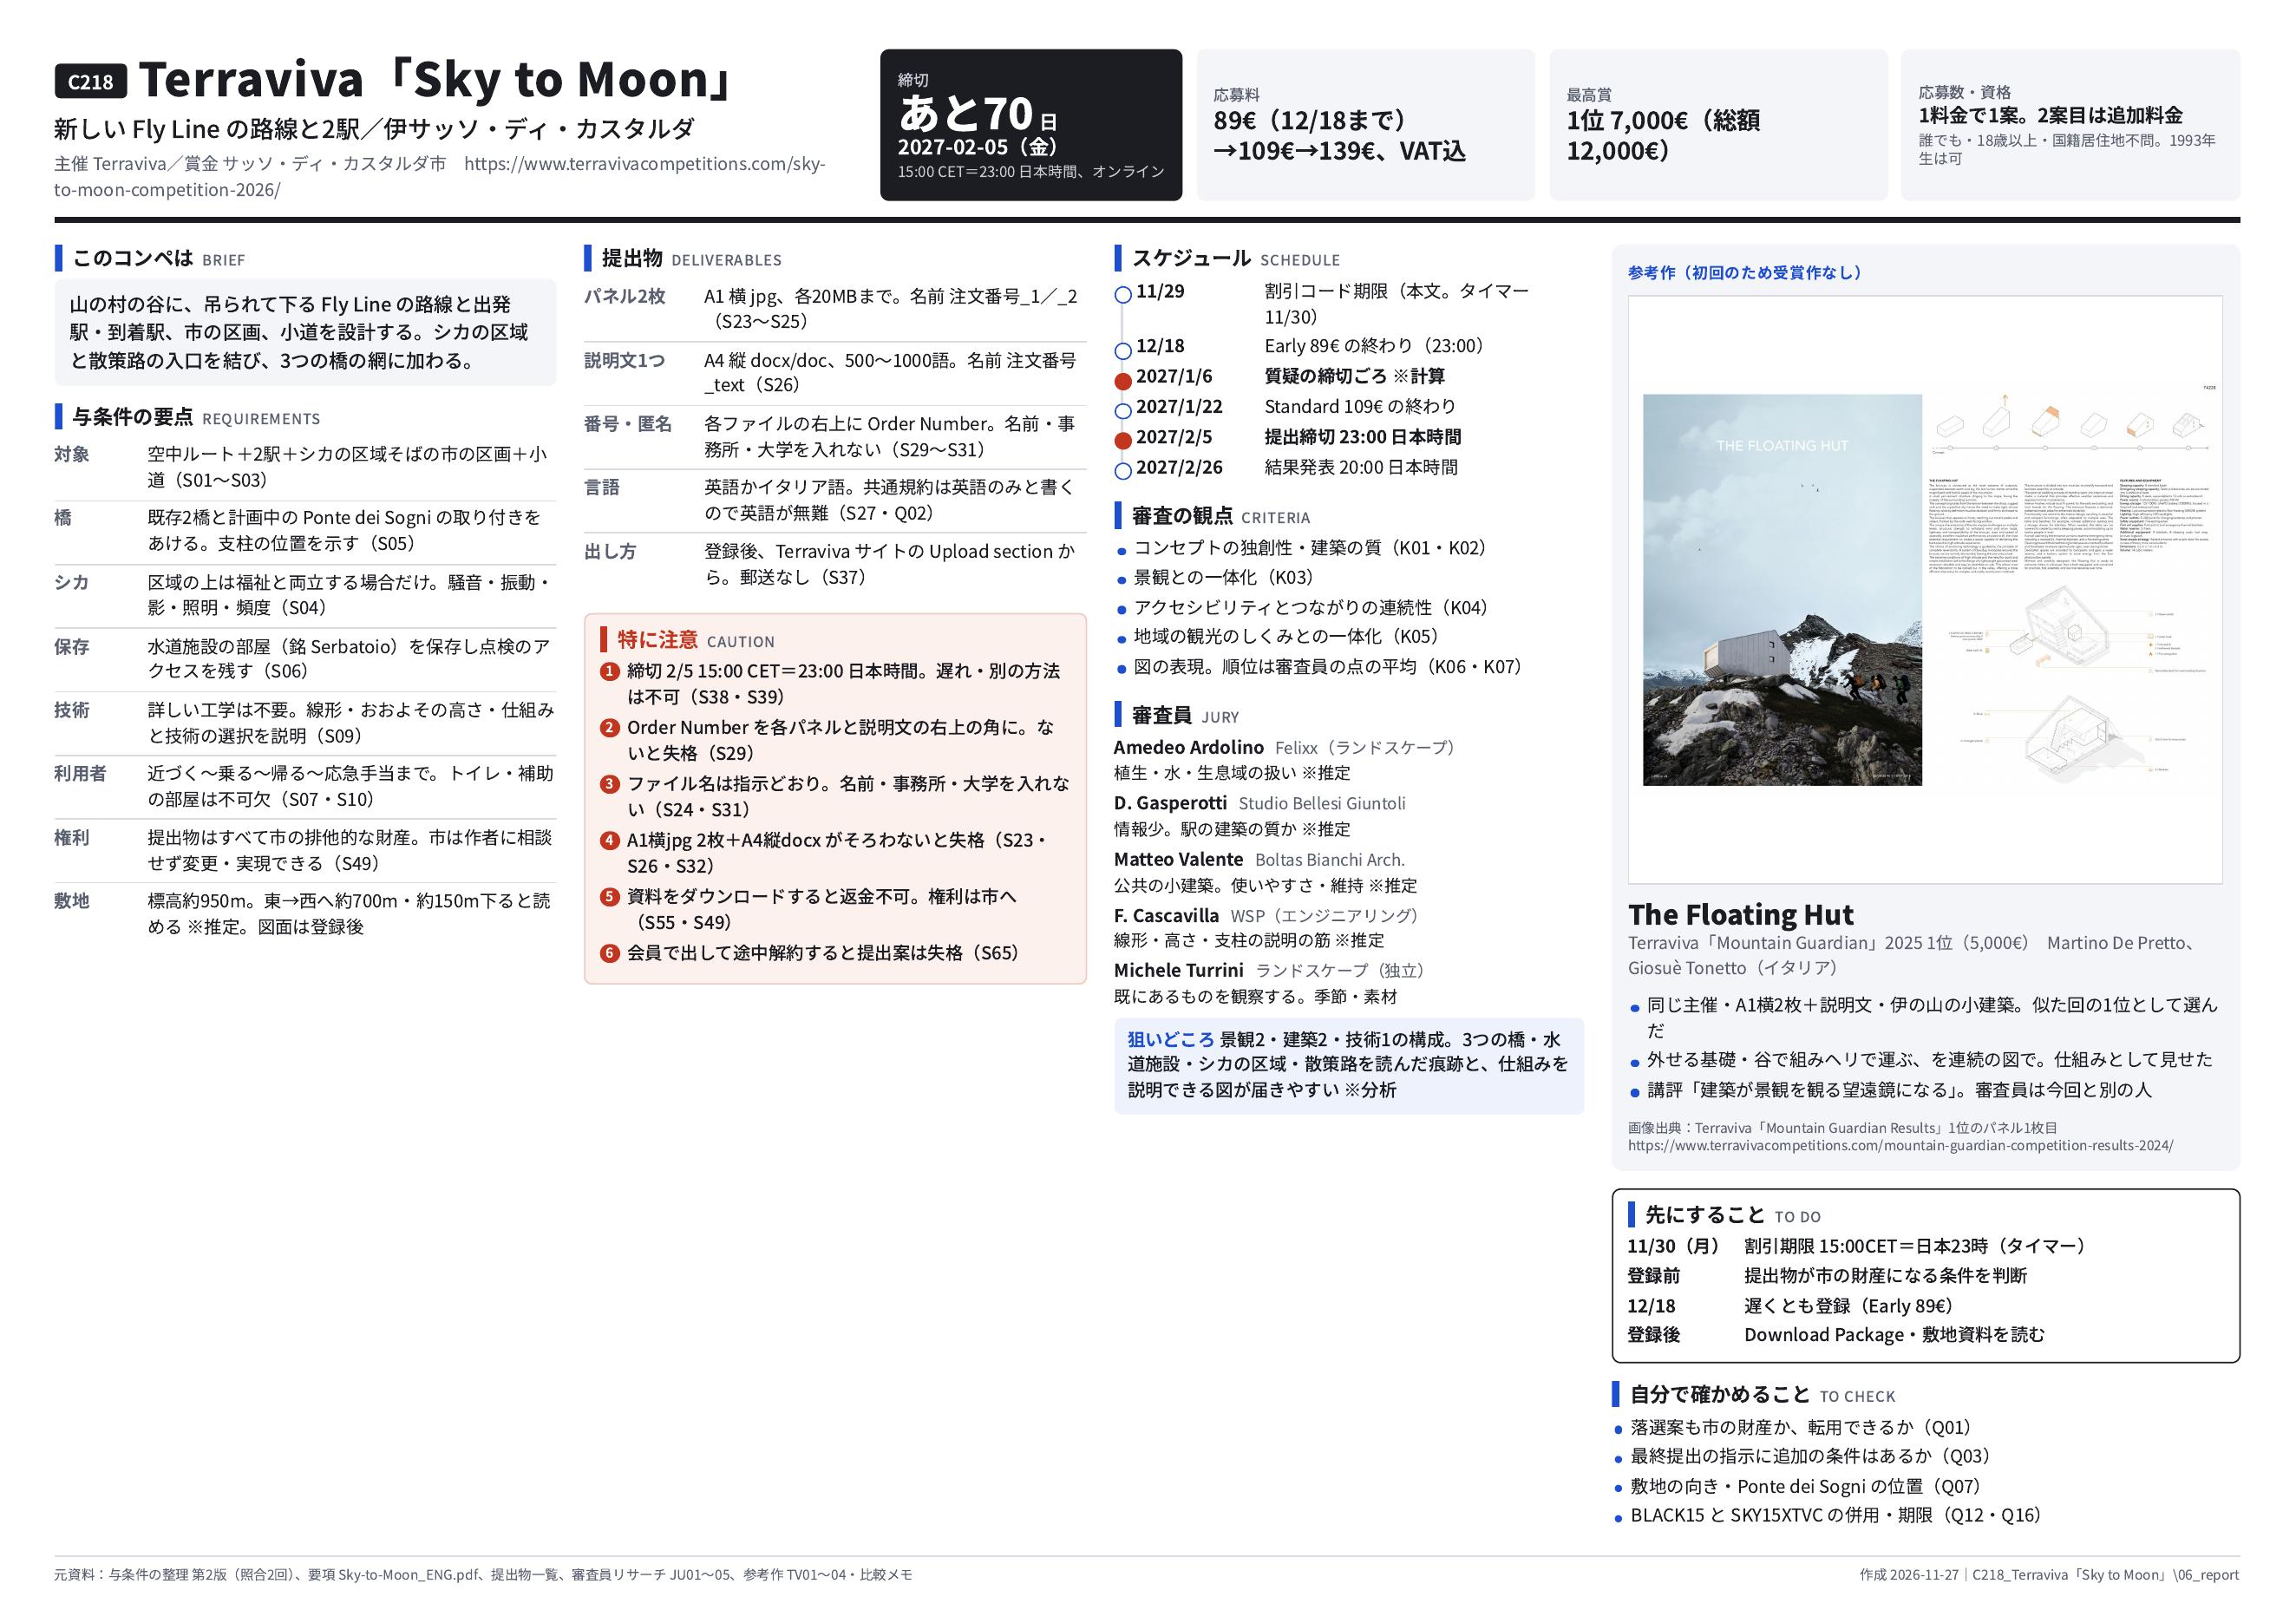 C218 Terraviva「Sky to Moon」
新しい Fly Line の路線と2駅／伊サッソ・ディ・カスタルダ
主催 Terraviva／賞金 サッソ・ディ・カスタルダ市　https://www.terravivacompetitions.com/sky-
to-moon-competition-2026/
締切
あと70 日
2027-02-05（金）
15:00 CET＝23:00 日本時間、オンライン
応募料
89€（12/18まで）
→109€→139€、VAT込
最高賞
1位 7,000€（総額
12,000€）
応募数・資格
1料金で1案。2案目は追加料金
誰でも・18歳以上・国籍居住地不問。1993年
生は可
このコンペは BRIEF
山の村の谷に、吊られて下る Fly Line の路線と出発
駅・到着駅、市の区画、小道を設計する。シカの区域
と散策路の入口を結び、3つの橋の網に加わる。
与条件の要点 REQUIREMENTS
対象 空中ルート＋2駅＋シカの区域そばの市の区画＋小
道（S01〜S03）
橋 既存2橋と計画中の Ponte dei Sogni の取り付きを
あける。支柱の位置を示す（S05）
シカ 区域の上は福祉と両立する場合だけ。騒音・振動・
影・照明・頻度（S04）
保存 水道施設の部屋（銘 Serbatoio）を保存し点検のア
クセスを残す（S06）
技術 詳しい工学は不要。線形・おおよその高さ・仕組み
と技術の選択を説明（S09）
利用者 近づく〜乗る〜帰る〜応急手当まで。トイレ・補助
の部屋は不可欠（S07・S10）
権利 提出物はすべて市の排他的な財産。市は作者に相談
せず変更・実現できる（S49）
敷地 標高約950m。東→西へ約700m・約150m下ると読
める ※推定。図面は登録後
提出物 DELIVERABLES
パネル2枚 A1 横 jpg、各20MBまで。名前 注文番号_1／_2
（S23〜S25）
説明文1つ A4 縦 docx/doc、500〜1000語。名前 注文番号
_text（S26）
番号・匿名 各ファイルの右上に Order Number。名前・事
務所・大学を入れない（S29〜S31）
言語 英語かイタリア語。共通規約は英語のみと書く
ので英語が無難（S27・Q02）
出し方 登録後、Terraviva サイトの Upload section か
ら。郵送なし（S37）
特に注意 CAUTION
1 締切 2/5 15:00 CET＝23:00 日本時間。遅れ・別の方法
は不可（S38・S39）
2 Order Number を各パネルと説明文の右上の角に。な
いと失格（S29）
3 ファイル名は指示どおり。名前・事務所・大学を入れな
い（S24・S31）
4 A1横jpg 2枚＋A4縦docx がそろわないと失格（S23・
S26・S32）
5 資料をダウンロードすると返金不可。権利は市へ
（S55・S49）
6 会員で出して途中解約すると提出案は失格（S65）
スケジュール SCHEDULE
11/29 割引コード期限（本文。タイマー
11/30）
12/18 Early 89€ の終わり（23:00）
2027/1/6 質疑の締切ごろ ※計算
2027/1/22 Standard 109€ の終わり
2027/2/5 提出締切 23:00 日本時間
2027/2/26 結果発表 20:00 日本時間
審査の観点 CRITERIA
コンセプトの独創性・建築の質（K01・K02）
景観との一体化（K03）
アクセシビリティとつながりの連続性（K04）
地域の観光のしくみとの一体化（K05）
図の表現。順位は審査員の点の平均（K06・K07）
審査員 JURY
Amedeo Ardolino Felixx（ランドスケープ）
植生・水・生息域の扱い ※推定
D. Gasperotti Studio Bellesi Giuntoli
情報少。駅の建築の質か ※推定
Matteo Valente Boltas Bianchi Arch.
公共の小建築。使いやすさ・維持 ※推定
F. Cascavilla WSP（エンジニアリング）
線形・高さ・支柱の説明の筋 ※推定
Michele Turrini ランドスケープ（独立）
既にあるものを観察する。季節・素材
狙いどころ 景観2・建築2・技術1の構成。3つの橋・水
道施設・シカの区域・散策路を読んだ痕跡と、仕組みを
説明できる図が届きやすい ※分析
参考作（初回のため受賞作なし）
THE FLOATING HUT
The Floating Hut
Terraviva「Mountain Guardian」2025 1位（5,000€）　Martino De Pretto、
Giosuè Tonetto（イタリア）
同じ主催・A1横2枚＋説明文・伊の山の小建築。似た回の1位として選ん
だ
外せる基礎・谷で組みヘリで運ぶ、を連続の図で。仕組みとして見せた
講評「建築が景観を観る望遠鏡になる」。審査員は今回と別の人
画像出典：Terraviva「Mountain Guardian Results」1位のパネル1枚目
https://www.terravivacompetitions.com/mountain-guardian-competition-results-2024/
先にすること TO DO
11/30（月） 割引期限 15:00CET＝日本23時（タイマー）
登録前 提出物が市の財産になる条件を判断
12/18 遅くとも登録（Early 89€）
登録後 Download Package・敷地資料を読む
自分で確かめること TO CHECK
落選案も市の財産か、転用できるか（Q01）
最終提出の指示に追加の条件はあるか（Q03）
敷地の向き・Ponte dei Sogni の位置（Q07）
BLACK15 と SKY15XTVC の併用・期限（Q12・Q16）
元資料：与条件の整理 第2版（照合2回）、要項 Sky-to-Moon_ENG.pdf、提出物一覧、審査員リサーチ JU01〜05、参考作 TV01〜04・比較メモ
作成 2026-11-27｜C218_Terraviva「Sky to Moon」\06_report